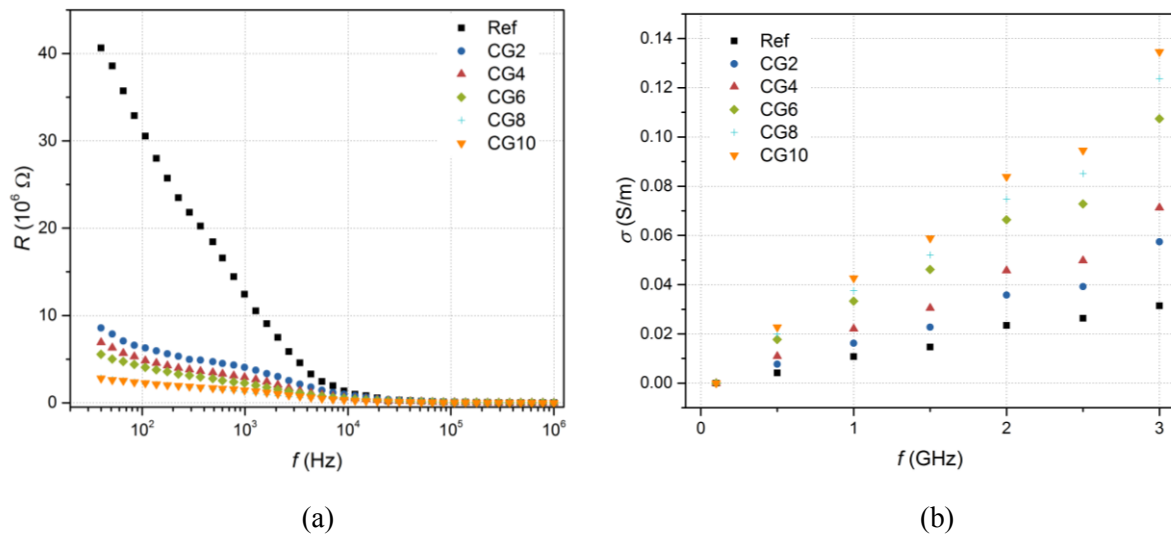 40
30
20
10
0
R (10⁶ Ω)
10² 10³ 10⁴ 10⁵ 10⁶
f (Hz)
Ref
CG2
CG4
CG6
CG8
CG10
(a)
0.14
0.12
0.10
0.08
0.06
0.04
0.02
0.00
σ (S/m)
0 1 2 3
f (GHz)
Ref
CG2
CG4
CG6
CG8
CG10
(b)